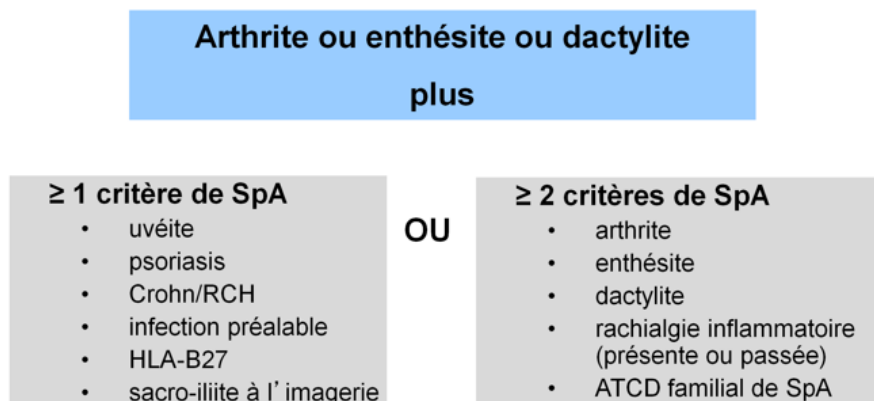 Arthrite ou enthésite ou dactylite
plus
≥ 1 critère de SpA
• uvéite
• psoriasis
• Crohn/RCH
• infection préalable
• HLA-B27
• sacro-iliite à l’ imagerie
OU
≥ 2 critères de SpA
• arthrite
• enthésite
• dactylite
• rachialgie inflammatoire
(présente ou passée)
• ATCD familial de SpA